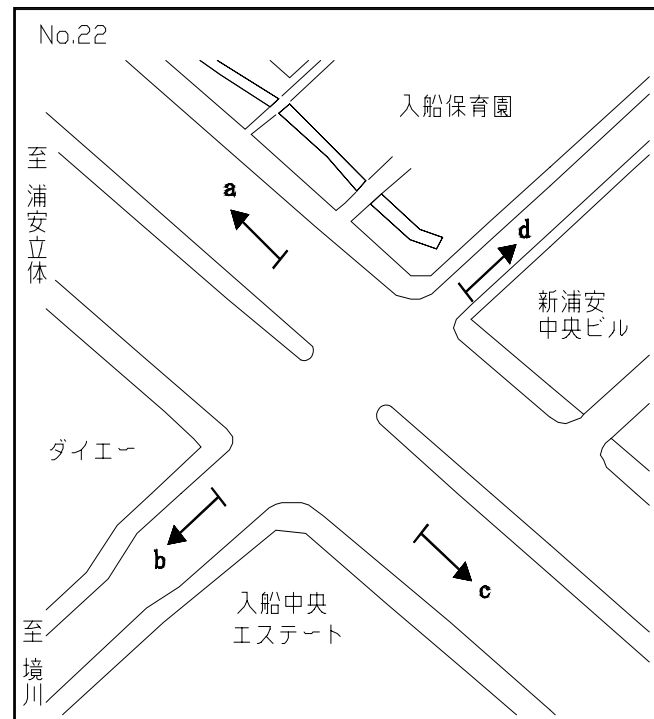 No.22
入船保育園
至 浦安立体
a
d
新浦安
中央ビル
ダイエー
b
c
入船中央
エステート
至 境川